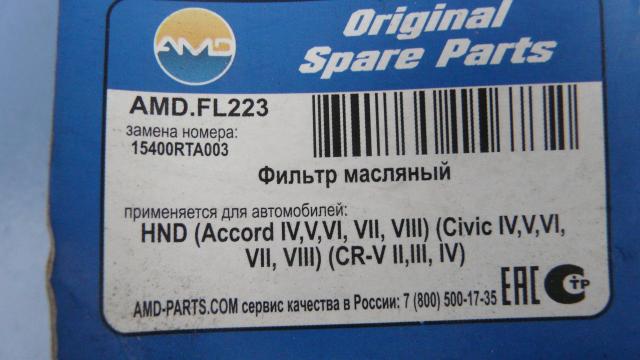 AMD
Original
Spare Parts
AMD.FL223
замена номера:
15400RTA003
Фильтр масляный
применяется для автомобилей:
HND (Accord IV,V,VI, VII, VIII) (Civic IV,V,VI,
VII, VIII) (CR-V II,III, IV)
AMD-PARTS.COM сервис качества в России: 7 (800) 500-17-35
ЕАС
СТР